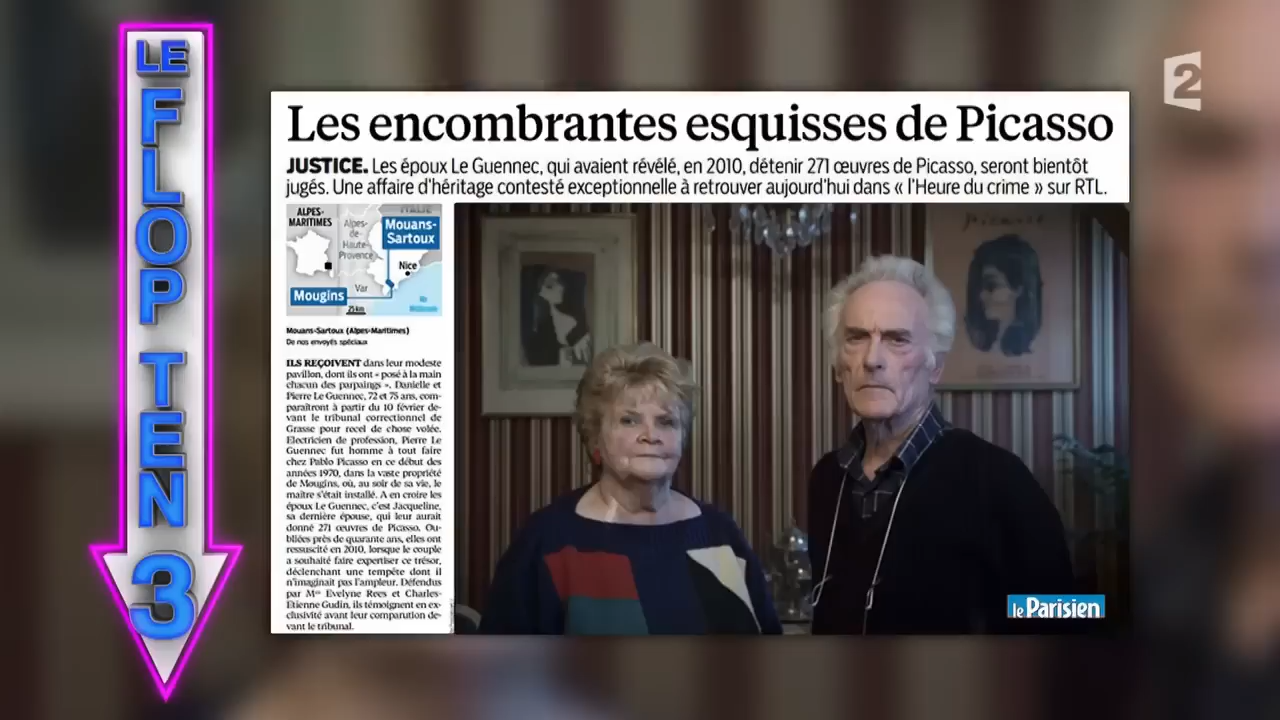 LE
FLOP
TEN
3
2
Les encombrantes esquisses de Picasso
JUSTICE. Les époux Le Guennec, qui avaient révélé, en 2010, détenir 271 œuvres de Picasso, seront bientôt
jugés. Une affaire d'héritage contesté exceptionnelle à retrouver aujourd'hui dans « l'Heure du crime » sur RTL.
ALPES-
MARITIMES
ITALIE
Alpes-
de-
Haute-
Provence
Mouans-
Sartoux
Nice
Var
Mougins
25 km
Mouans-Sartoux (Alpes-Maritimes)
De nos envoyés spéciaux
ILS REÇOIVENT dans leur modeste
pavillon, dont ils ont « posé à la main
chacun des parpaings ». Danielle et
Pierre Le Guennec, 72 et 75 ans, com-
paraîtront à partir du 10 février de-
vant le tribunal correctionnel de
Grasse pour recel de chose volée.
Electricien de profession, Pierre Le
Guennec fut homme à tout faire
chez Pablo Picasso en ce début des
années 1970, dans la vaste propriété
de Mougins, où, au soir de sa vie, le
maître s'était installé. A en croire les
époux Le Guennec, c'est Jacqueline,
sa dernière épouse, qui leur aurait
donné 271 œuvres de Picasso. Ou-
bliées près de quarante ans, elles ont
ressuscité en 2010, lorsque le couple
a souhaité faire expertiser ce trésor,
déclenchant une tempête dont il
n'imaginait pas l'ampleur. Défendus
par Mes Evelyne Rees et Charles-
Etienne Gudin, ils témoignent en ex-
clusivité avant leur comparution de-
vant le tribunal.
Picasso
le Parisien